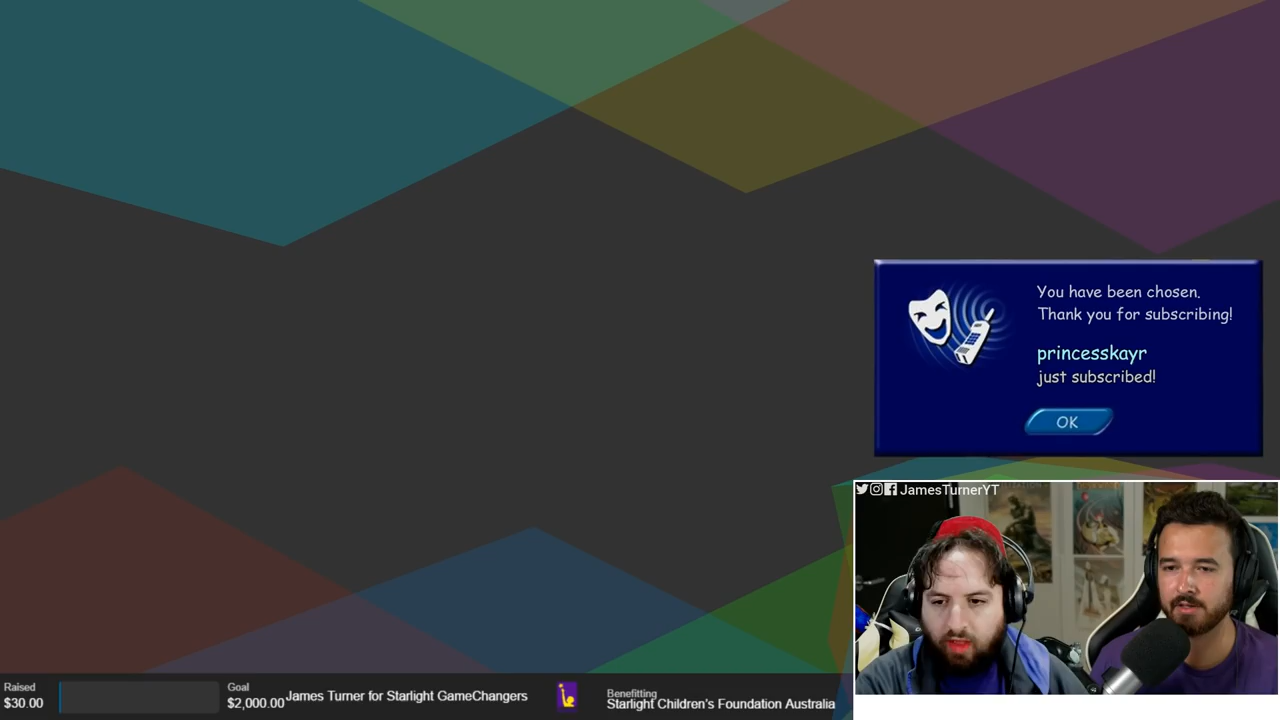 You have been chosen.
Thank you for subscribing!
princesskayr
just subscribed!
OK
JamesTurnerYT
Raised
$30.00
Goal
$2,000.00
James Turner for Starlight GameChangers
Benefitting
Starlight Children's Foundation Australia